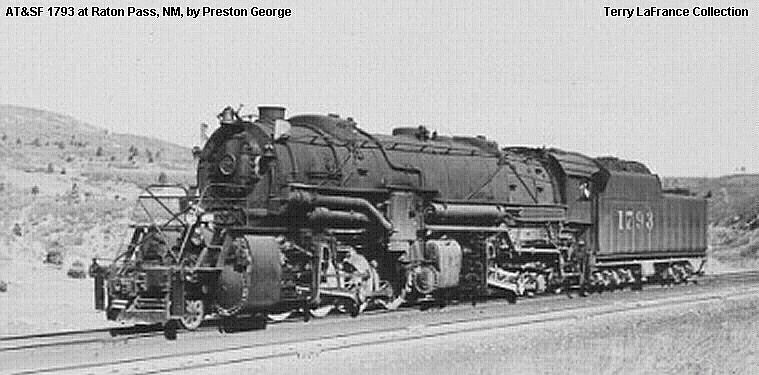 AT&SF 1793 at Raton Pass, NM, by Preston George
Terry LaFrance Collection
1793